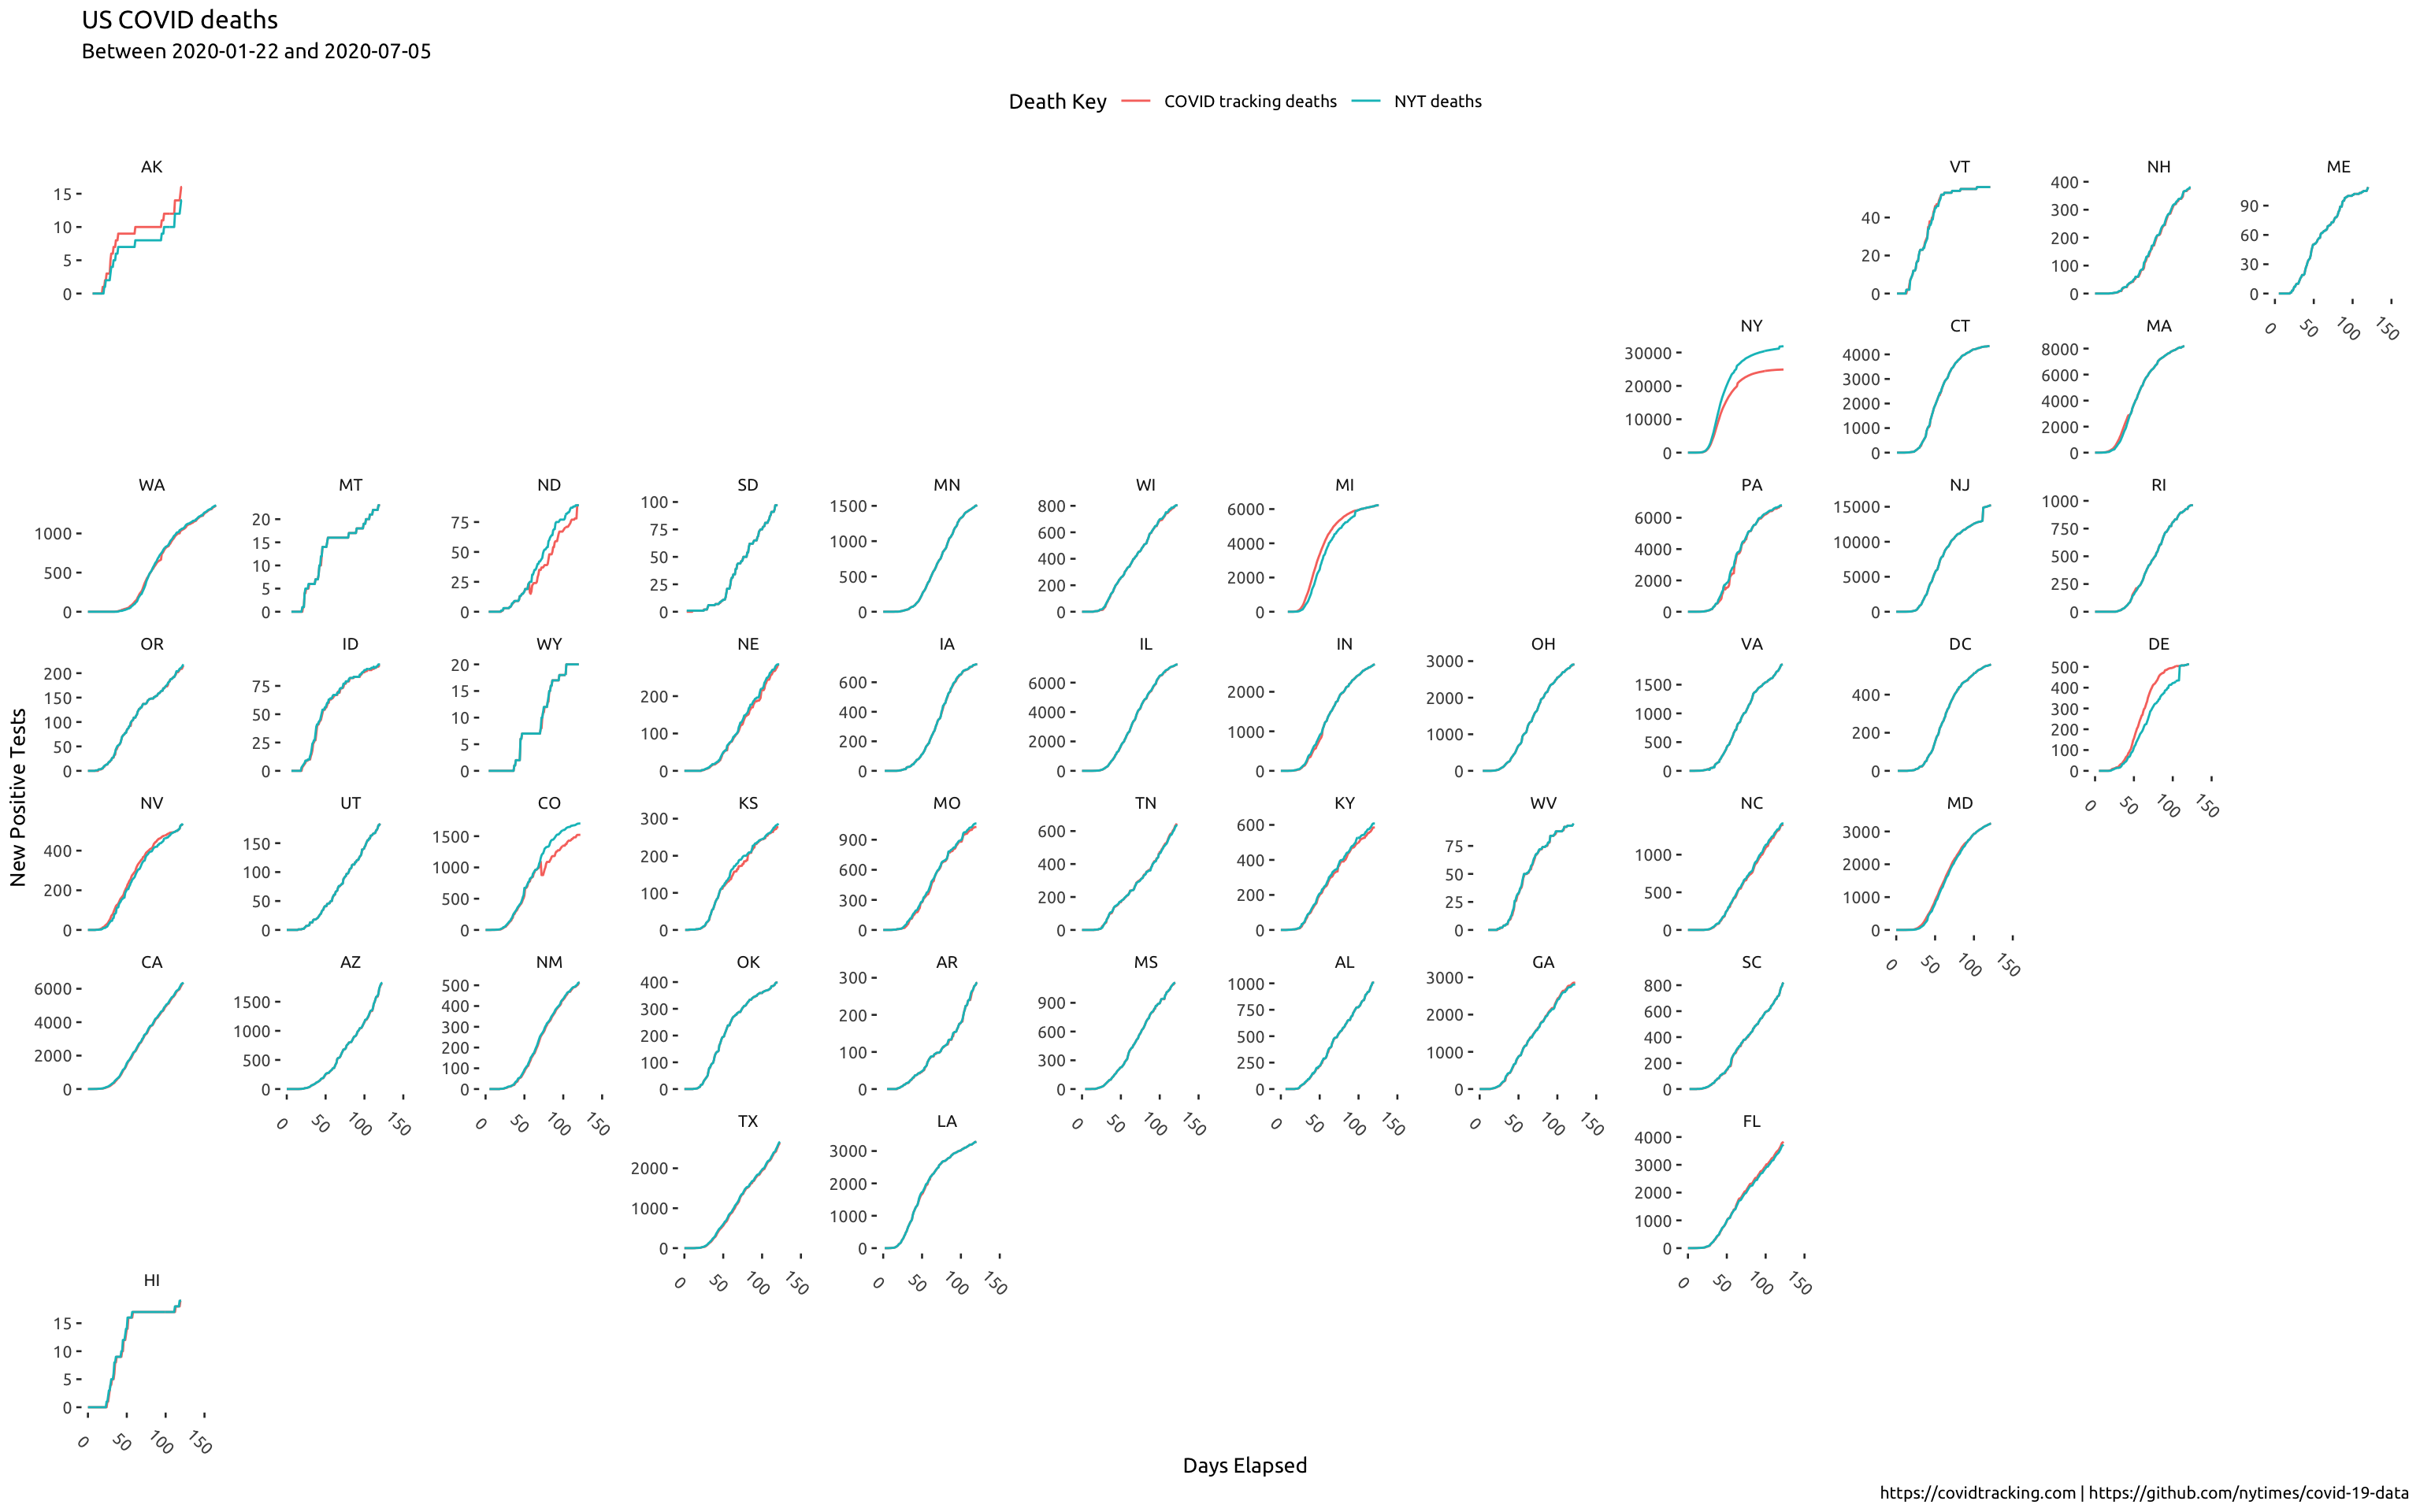 US COVID deaths
Between 2020-01-22 and 2020-07-05
Death Key COVID tracking deaths NYT deaths
AK VT NH ME
15 10 5 0
40 20 0
400 300 200 100 0
90 60 30 0
0 50 100 150
NY CT MA
30000 20000 10000 0
4000 3000 2000 1000 0
8000 6000 4000 2000 0
WA MT ND SD MN WI MI PA NJ RI
1000 500 0
20 15 10 5 0
75 50 25 0
100 75 50 25 0
1500 1000 500 0
800 600 400 200 0
6000 4000 2000 0
6000 4000 2000 0
15000 10000 5000 0
1000 750 500 250 0
OR ID WY NE IA IL IN OH VA DC DE
200 150 100 50 0
75 50 25 0
20 15 10 5 0
200 100 0
600 400 200 0
6000 4000 2000 0
2000 1000 0
3000 2000 1000 0
1500 1000 500 0
400 200 0
500 400 300 200 100 0
0 50 100 150
NV UT CO KS MO TN KY WV NC MD
400 200 0
150 100 50 0
1500 1000 500 0
300 200 100 0
900 600 300 0
600 400 200 0
600 400 200 0
75 50 25 0
1000 500 0
3000 2000 1000 0
0 50 100 150
CA AZ NM OK AR MS AL GA SC
6000 4000 2000 0
1500 1000 500 0
500 400 300 200 100 0
400 300 200 100 0
300 200 100 0
900 600 300 0
1000 750 500 250 0
3000 2000 1000 0
800 600 400 200 0
0 50 100 150
0 50 100 150
0 50 100 150
0 50 100 150
0 50 100 150
TX LA FL
2000 1000 0
3000 2000 1000 0
4000 3000 2000 1000 0
0 50 100 150
0 50 100 150
0 50 100 150
HI
15 10 5 0
0 50 100 150
New Positive Tests
Days Elapsed
https://covidtracking.com | https://github.com/nytimes/covid-19-data